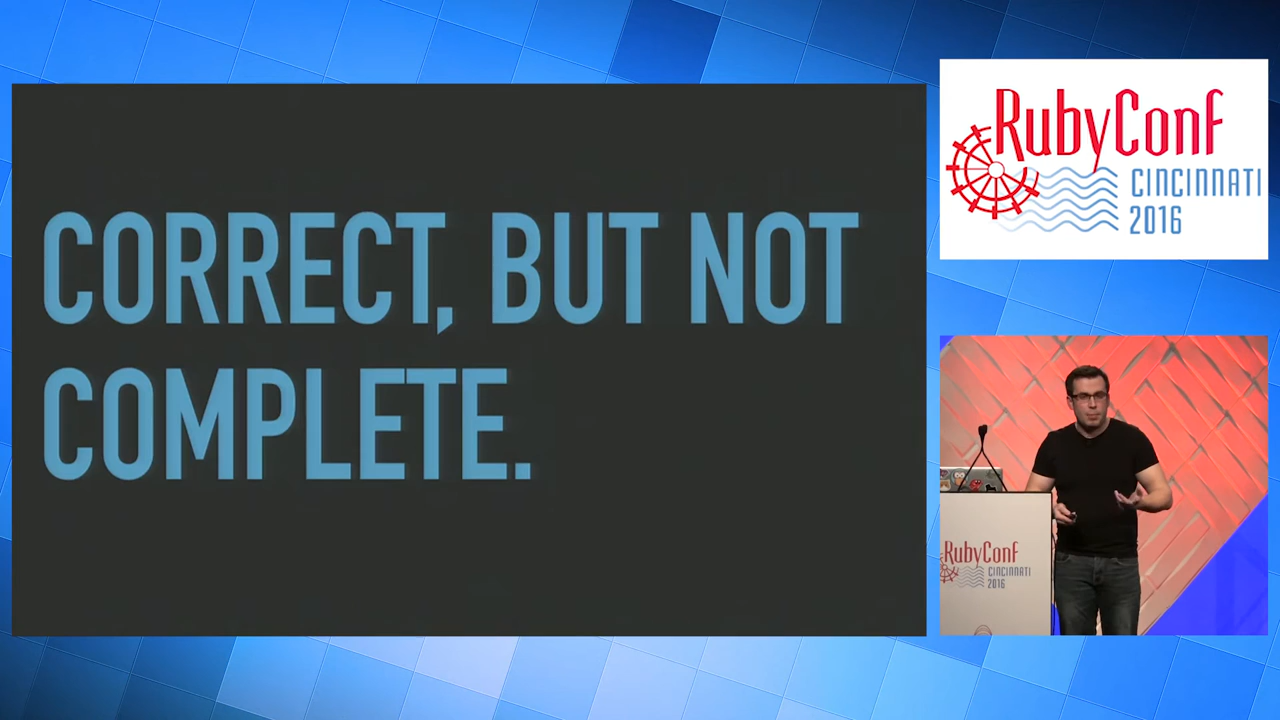 CORRECT, BUT NOT
COMPLETE.
RubyConf
CINCINNATI
2016
RubyConf
CINCINNATI
2016